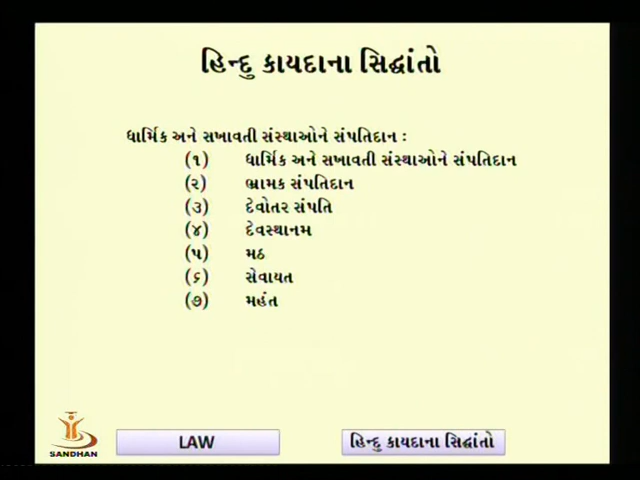 હિન્દુ કાયદાના સિદ્ધાંતો
ધાર્મિક અને સખાવતી સંસ્થાઓને સંપતિદાન :
(૧) ધાર્મિક અને સખાવતી સંસ્થાઓને સંપતિદાન
(૨) ભ્રામક સંપતિદાન
(૩) દેવોતર સંપતિ
(૪) દેવસ્થાનમ
(૫) મઠ
(૬) સેવાયત
(૭) મહંત
SANDHAN
LAW
હિન્દુ કાયદાના સિદ્ધાંતો